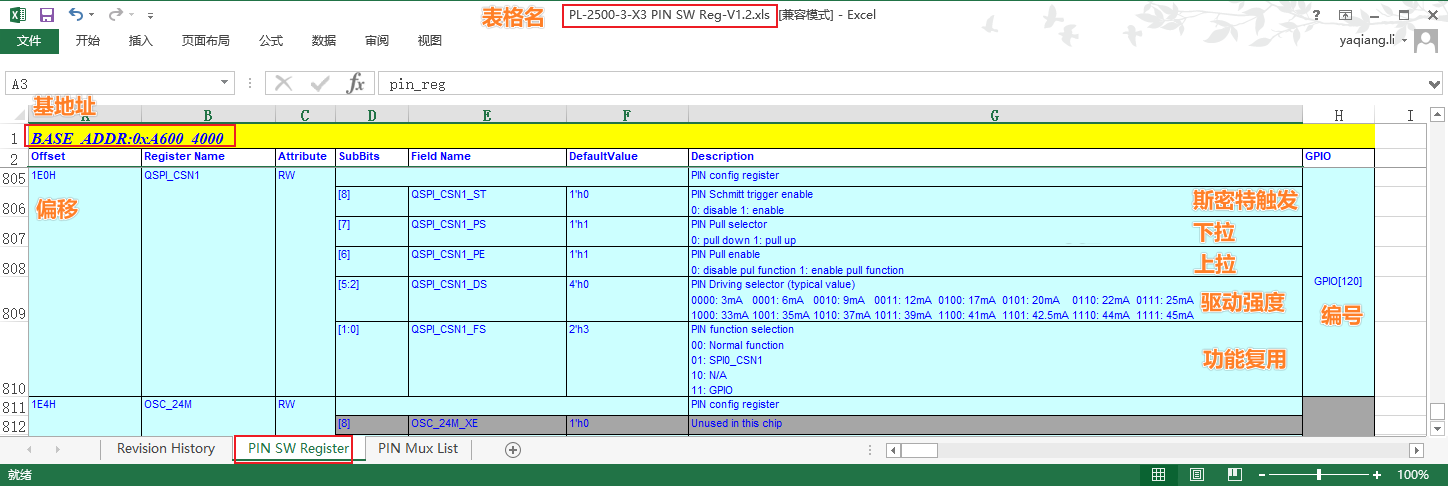 表格名 PL-2500-3-X3 PIN SW Reg-V1.2.xls [兼容模式] - Excel
文件 开始 插入 页面布局 公式 数据 审阅 视图 yaqiang.li
A3 fx pin_reg
基地址
A B C D E F G H I
1 BASE_ADDR:0xA600_4000
2 Offset Register Name Attribute SubBits Field Name DefaultValue Description GPIO
805 1E0H QSPI_CSN1 RW PIN config register
806 [8] QSPI_CSN1_ST 1'h0 PIN Schmitt trigger enable
0: disable 1: enable
偏移 斯密特触发
807 [7] QSPI_CSN1_PS 1'h1 PIN Pull selector
0: pull down 1: pull up
下拉
808 [6] QSPI_CSN1_PE 1'h1 PIN Pull enable
0: disable pul function 1: enable pull function
上拉
GPIO[120]
809 [5:2] QSPI_CSN1_DS 4'h0 PIN Driving selector (typical value)
0000: 3mA 0001: 6mA 0010: 9mA 0011: 12mA 0100: 17mA 0101: 20mA 0110: 22mA 0111: 25mA
1000: 33mA 1001: 35mA 1010: 37mA 1011: 39mA 1100: 41mA 1101: 42.5mA 1110: 44mA 1111: 45mA
驱动强度 编号
810 [1:0] QSPI_CSN1_FS 2'h3 PIN function selection
00: Normal function
01: SPI0_CSN1
10: N/A
11: GPIO
功能复用
811 1E4H OSC_24M RW PIN config register
812 [8] OSC_24M_XE 1'h0 Unused in this chip
Revision History PIN SW Register PIN Mux List
就绪 100%